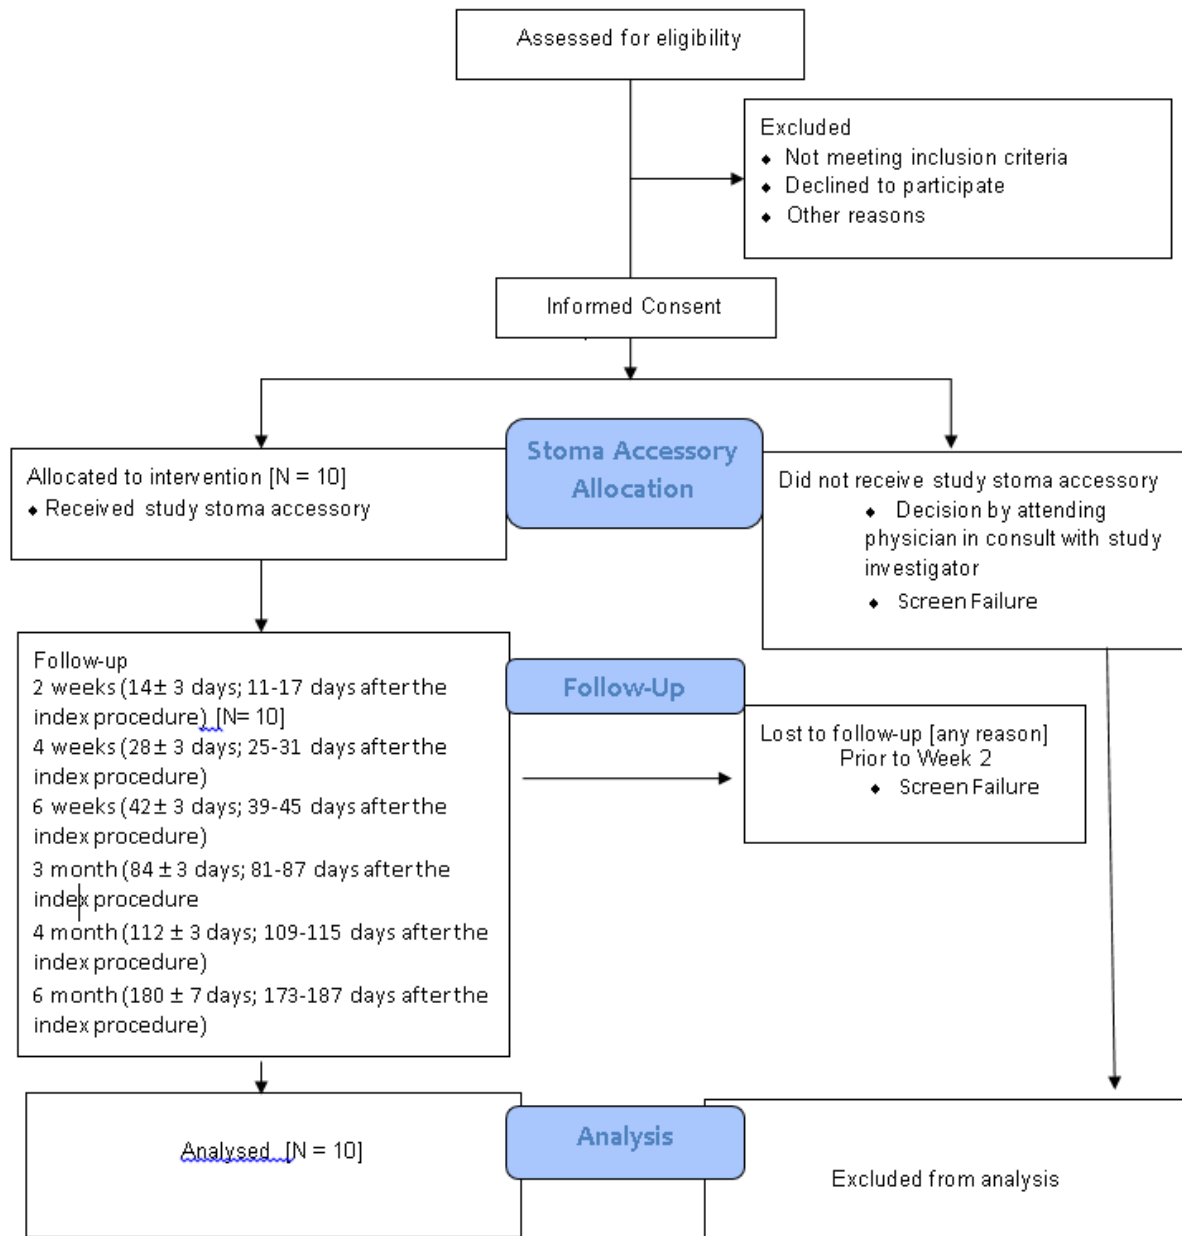 Assessed for eligibility
Excluded
⬥ Not meeting inclusion criteria
⬥ Declined to participate
⬥ Other reasons
Informed Consent
Stoma Accessory
Allocation
Allocated to intervention [N = 10]
⬥ Received study stoma accessory
Did not receive study stoma accessory
⬥ Decision by attending
physician in consult with study
investigator
⬥ Screen Failure
Follow-up
2 weeks (14 ± 3 days; 11-17 days after the
index procedure) [N= 10]
4 weeks (28 ± 3 days; 25-31 days after the
index procedure)
6 weeks (42 ± 3 days; 39-45 days after the
index procedure)
3 month (84 ± 3 days; 81-87 days after the
index procedure
4 month (112 ± 3 days; 109-115 days after the
index procedure)
6 month (180 ± 7 days; 173-187 days after the
index procedure)
Follow-Up
Lost to follow-up [any reason]
Prior to Week 2
⬥ Screen Failure
Analysis
Analysed [N = 10]
Excluded from analysis